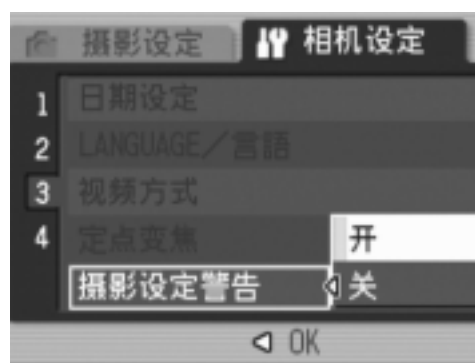 摄影设定 相机设定
1 日期设定
2 LANGUAGE/言語
3 视频方式
4 定点变焦 开
摄影设定警告 关
OK